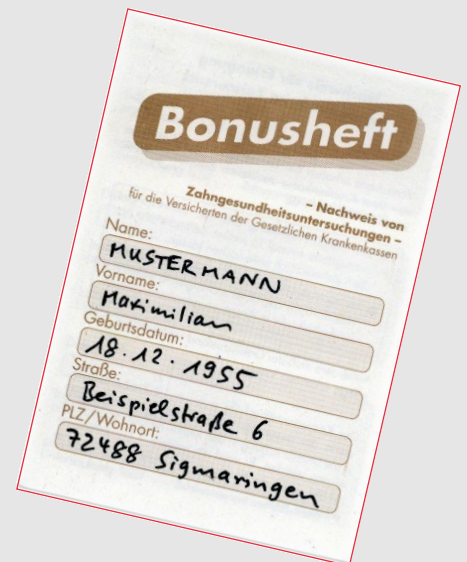 Bonusheft
– Nachweis von
Zahngesundheitsuntersuchungen –
für die Versicherten der Gesetzlichen Krankenkassen
Name:
MUSTERMANN
Vorname:
Maximilian
Geburtsdatum:
18.12.1955
Straße:
Beispielstraße 6
PLZ/Wohnort:
72488 Sigmaringen